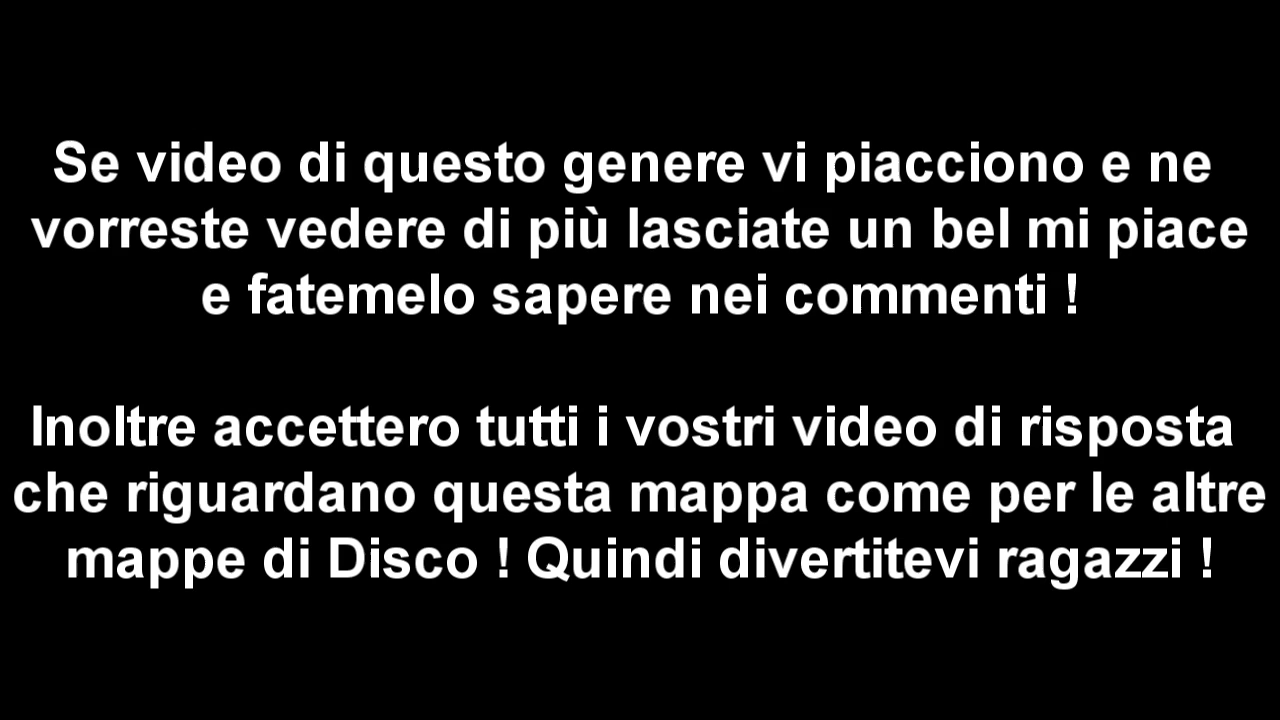 Se video di questo genere vi piacciono e ne
vorreste vedere di più lasciate un bel mi piace
e fatemelo sapere nei commenti !
Inoltre accettero tutti i vostri video di risposta
che riguardano questa mappa come per le altre
mappe di Disco ! Quindi divertitevi ragazzi !